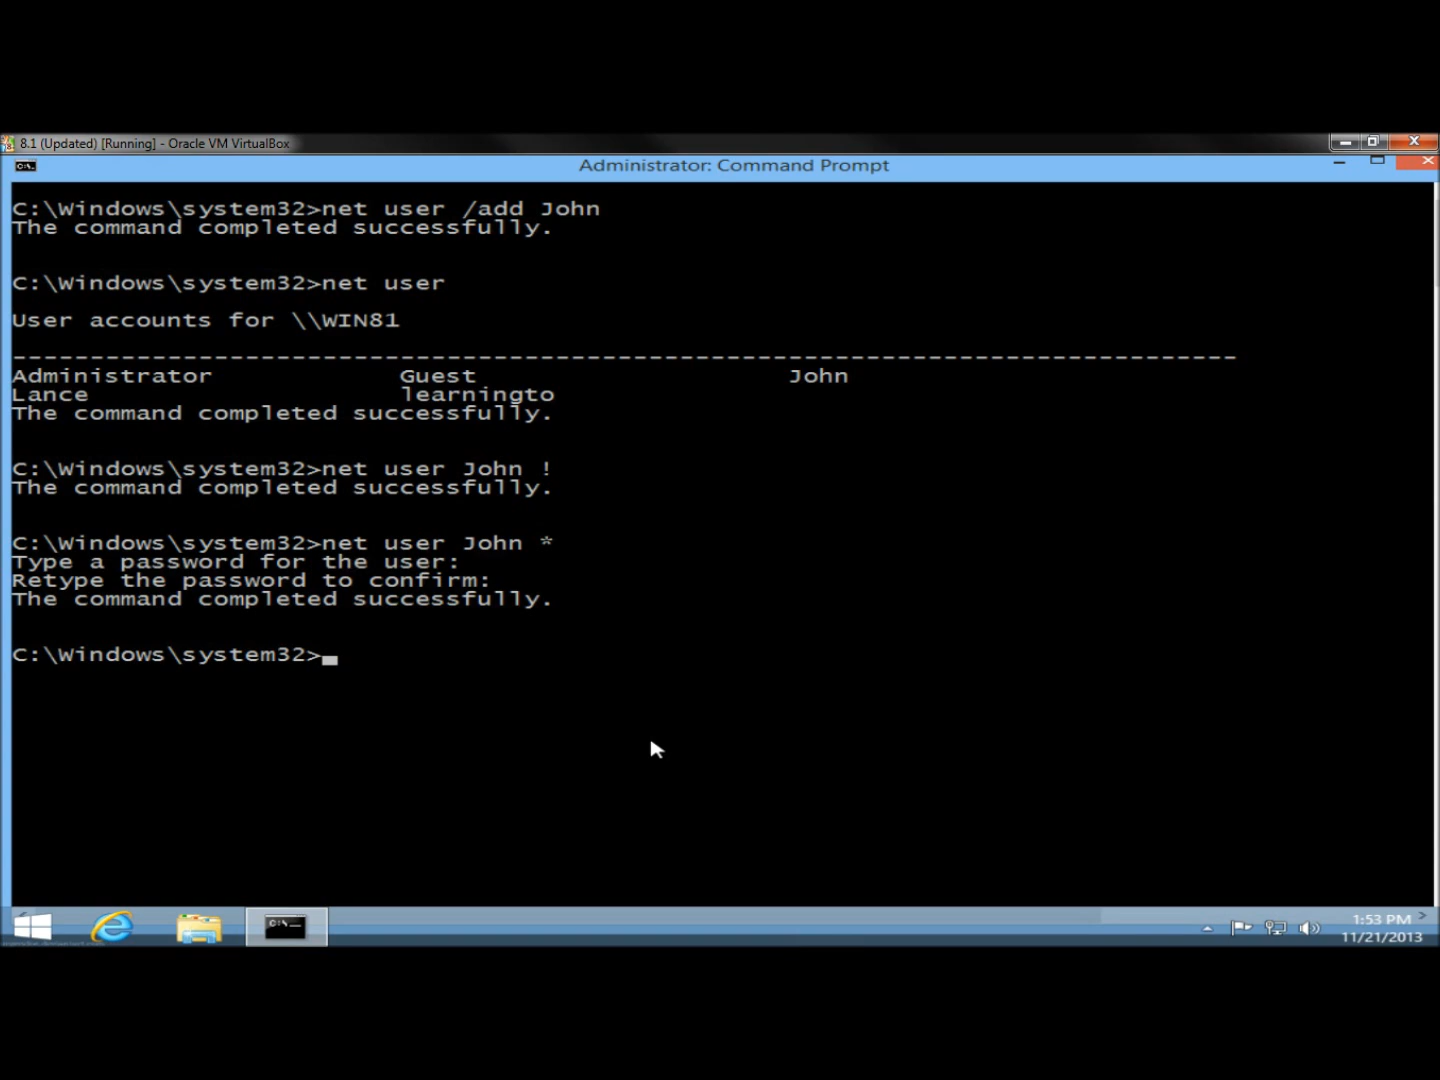 8.1 (Updated) [Running] - Oracle VM VirtualBox
Administrator: Command Prompt
C:\Windows\system32>net user /add John
The command completed successfully.
C:\Windows\system32>net user
User accounts for \\WIN81
-------------------------------------------------------------------------------
Administrator Guest John
Lance learningto
The command completed successfully.
C:\Windows\system32>net user John !
The command completed successfully.
C:\Windows\system32>net user John *
Type a password for the user:
Retype the password to confirm:
The command completed successfully.
C:\Windows\system32>
1:53 PM
11/21/2013